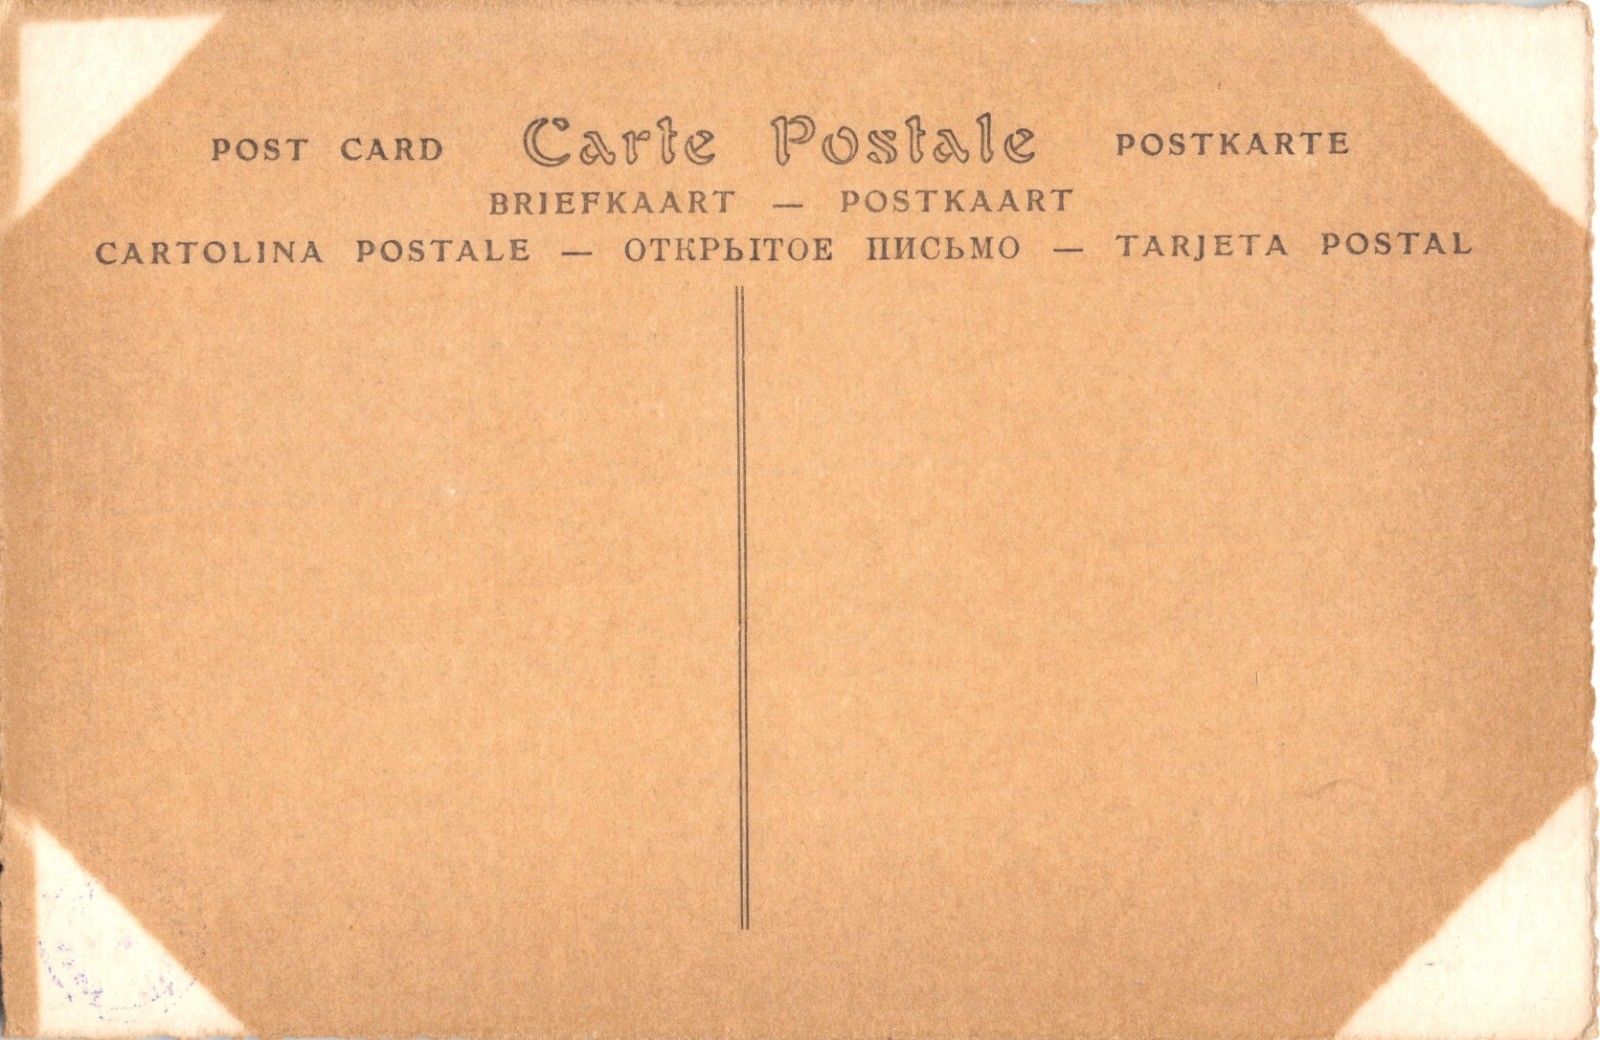 POST CARD Carte Postale POSTKARTE
BRIEFKAART — POSTKAART
CARTOLINA POSTALE — ОТКРЫТОЕ ПИСЬМО — TARJETA POSTAL